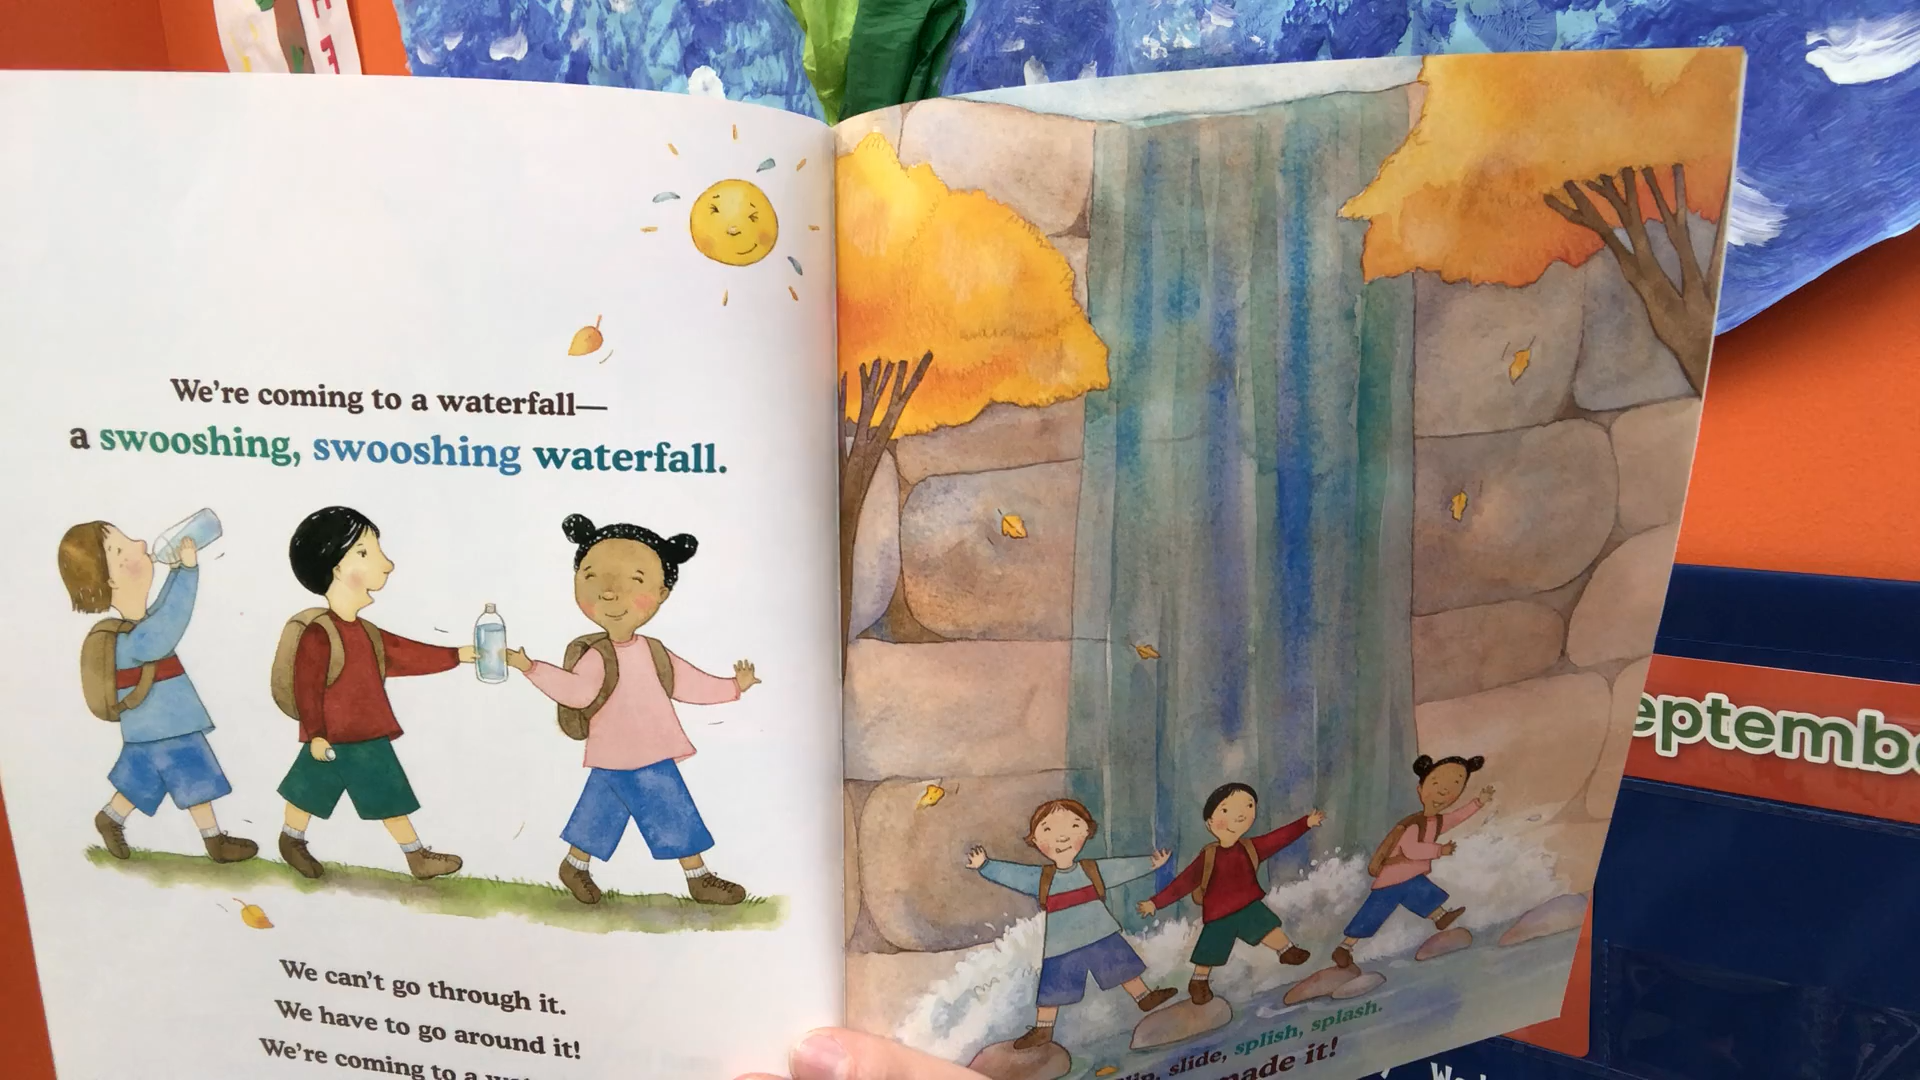 We're coming to a waterfall—
a swooshing, swooshing waterfall.
We can't go through it.
We have to go around it!
We're coming to a
slide, splish, splash.
made it!
eptemb